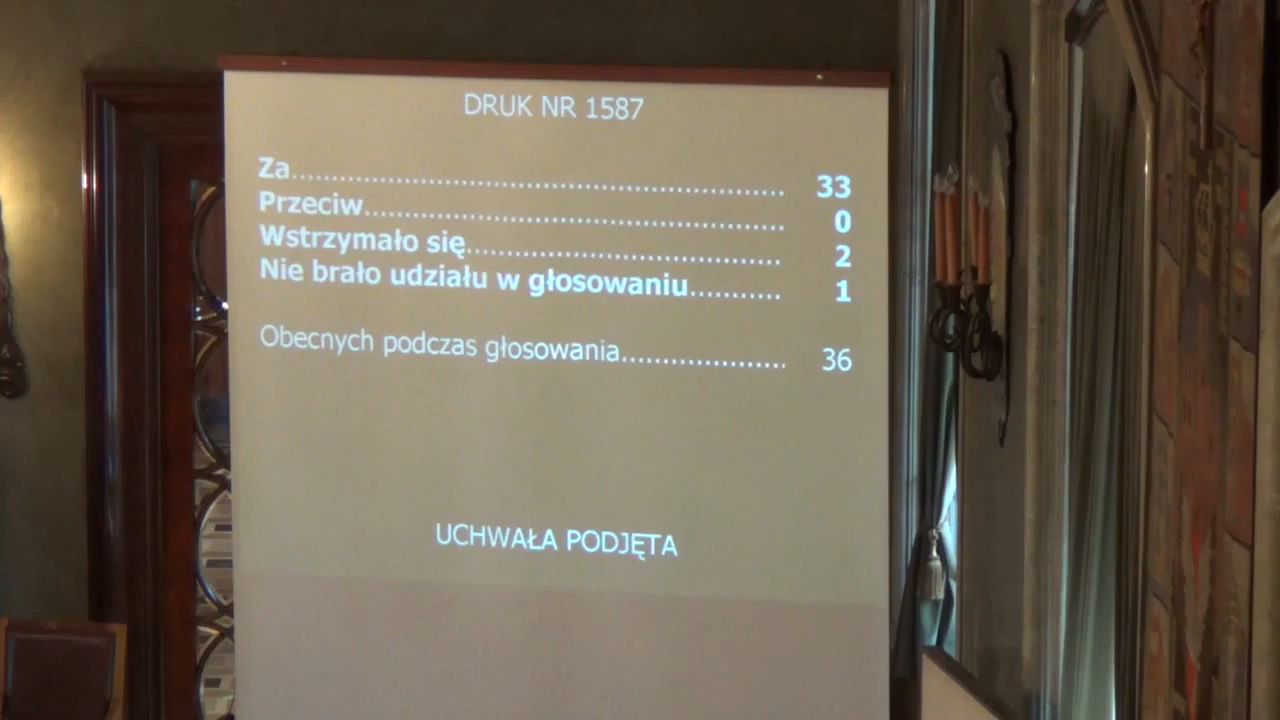 DRUK NR 1587
Za............................................................... 33
Przeciw...................................................... 0
Wstrzymało się........................................ 2
Nie brało udziału w głosowaniu........... 1
Obecnych podczas głosowania.................... 36
UCHWAŁA PODJĘTA